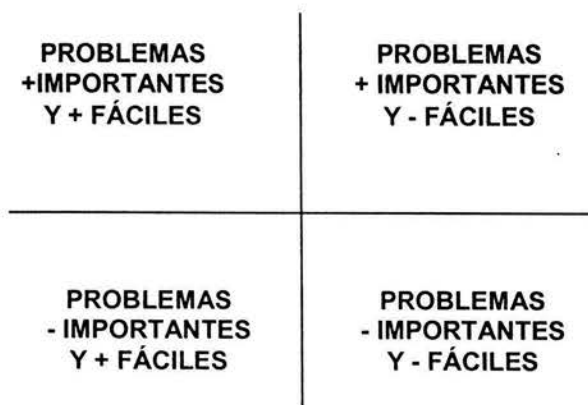 PROBLEMAS
+IMPORTANTES
Y + FÁCILES
PROBLEMAS
+ IMPORTANTES
Y - FÁCILES
PROBLEMAS
- IMPORTANTES
Y + FÁCILES
PROBLEMAS
- IMPORTANTES
Y - FÁCILES